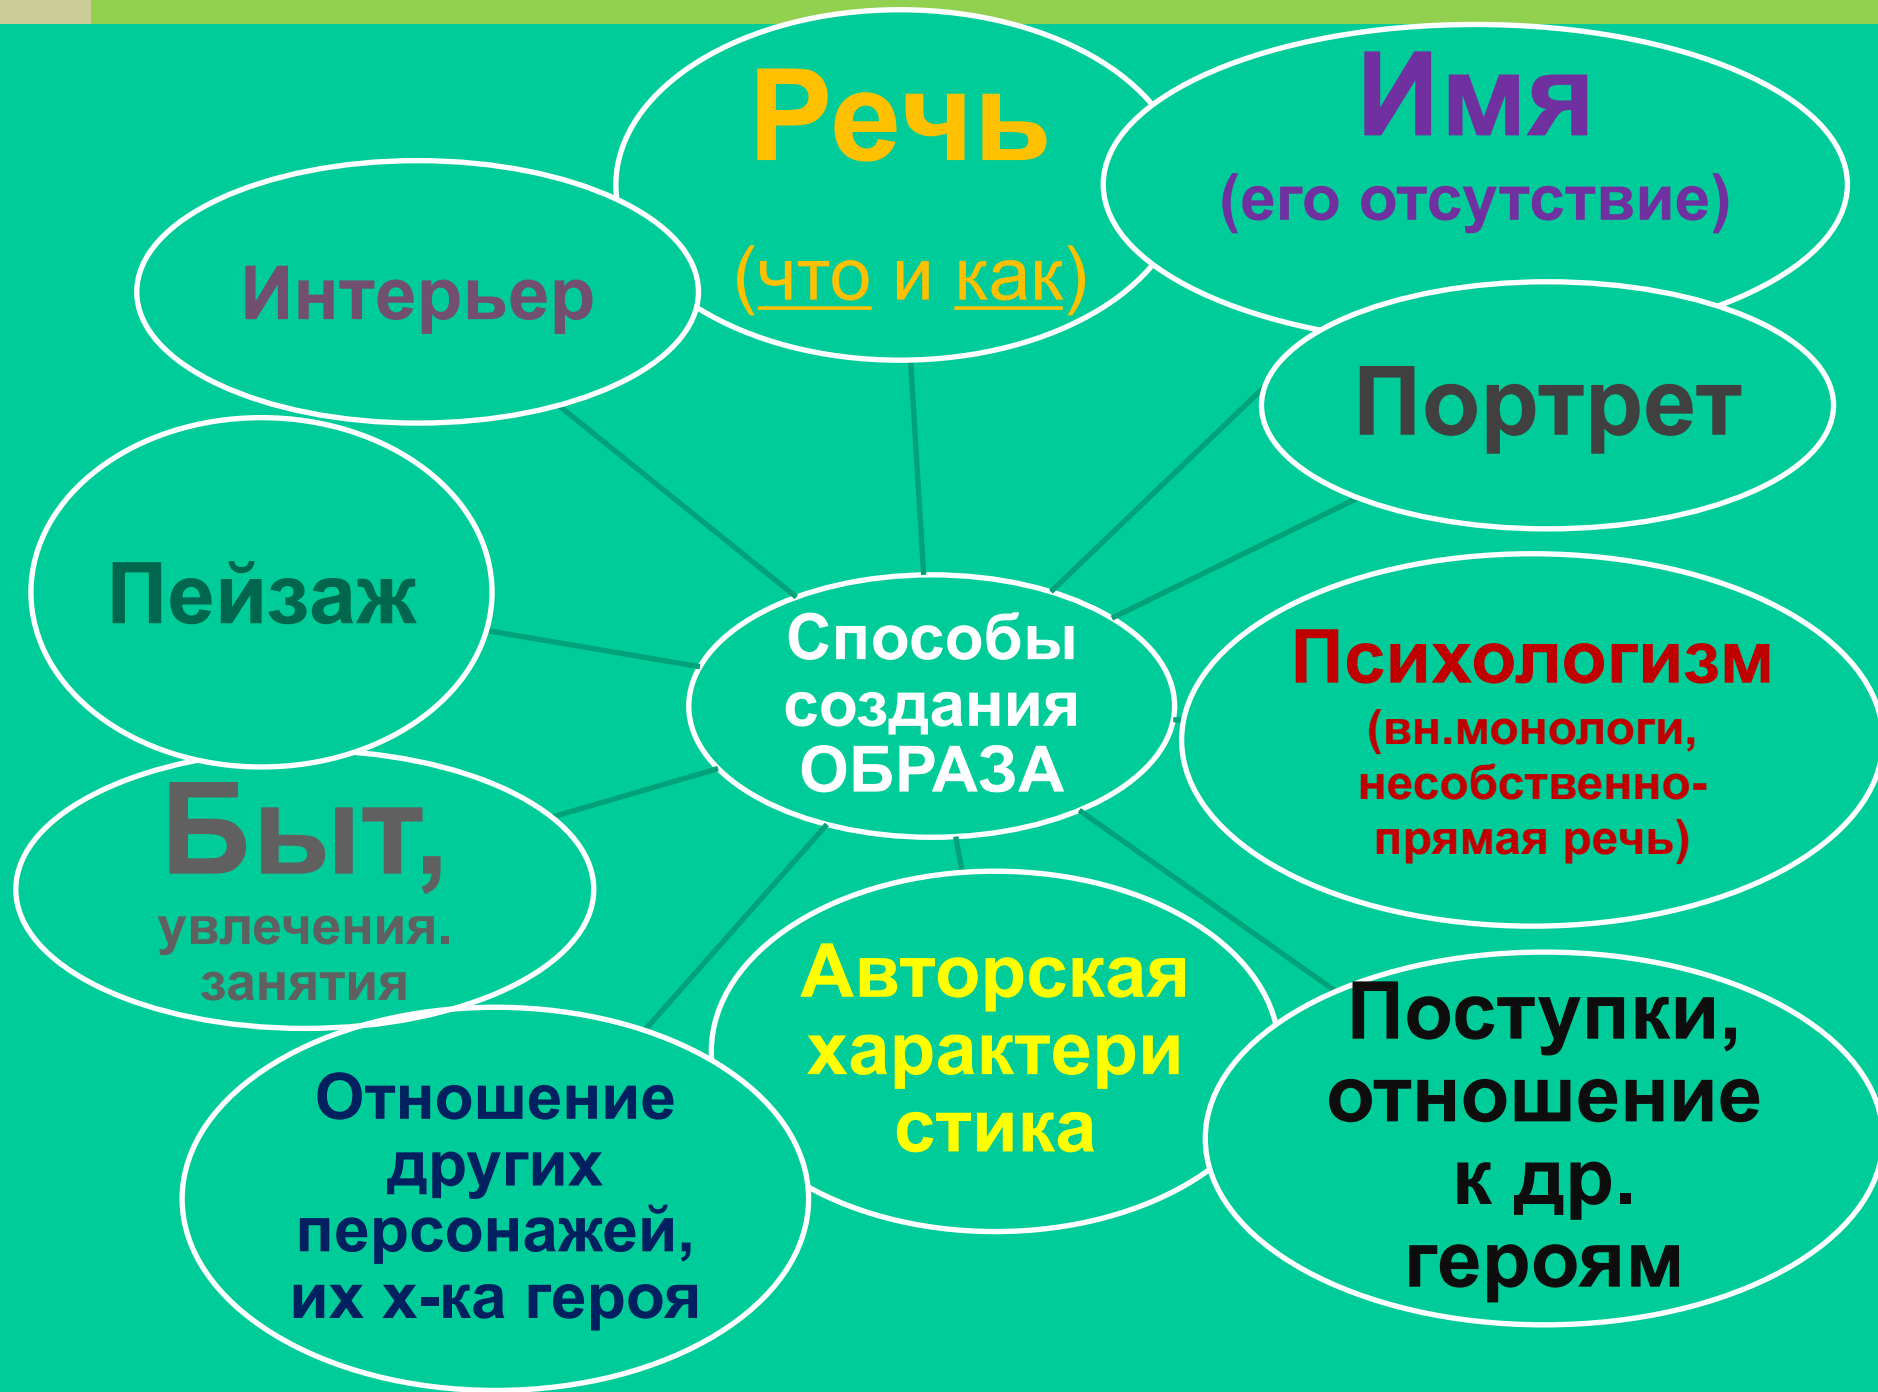 Речь
(что и как)
Имя
(его отсутствие)
Интерьер
Портрет
Пейзаж
Способы
создания
ОБРАЗА
Психологизм
(вн.монологи,
несобственно-
прямая речь)
Быт,
увлечения.
занятия
Авторская
характери
стика
Поступки,
отношение
к др.
героям
Отношение
других
персонажей,
их х-ка героя